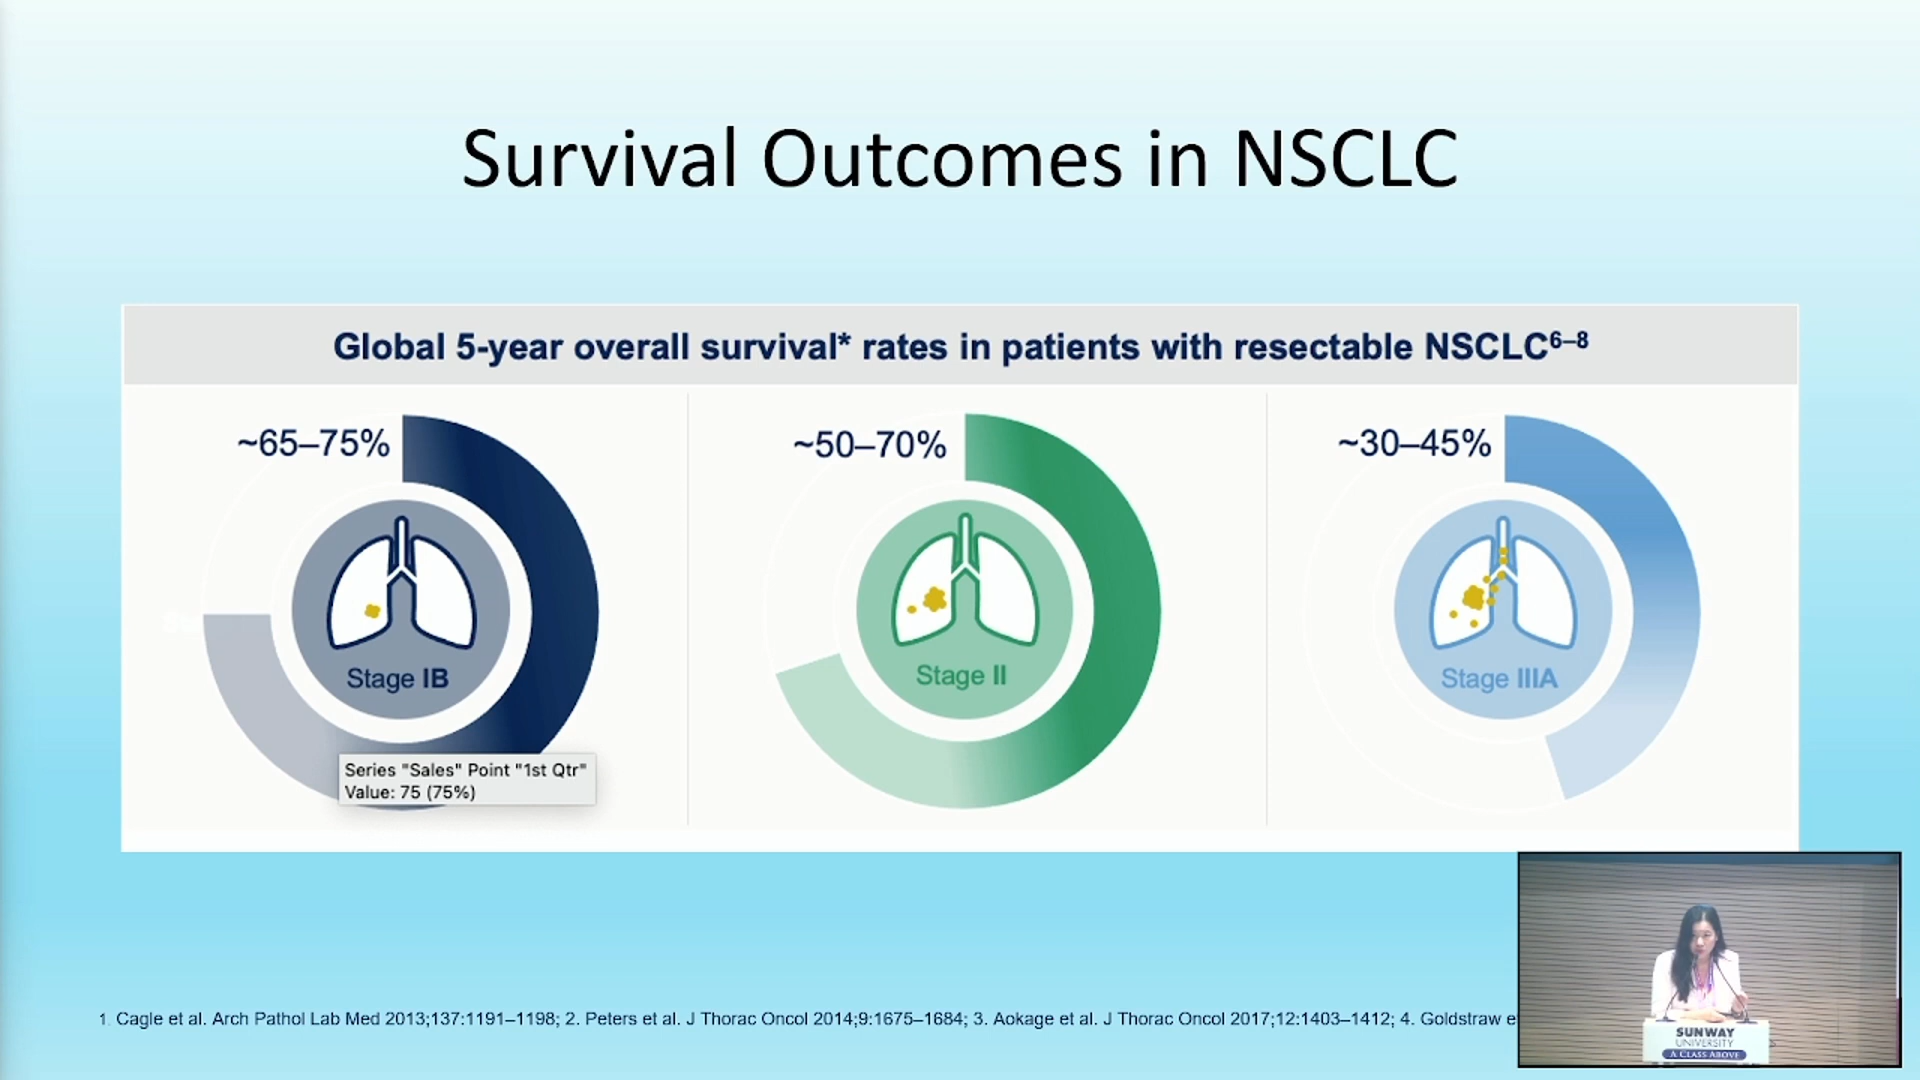 Survival Outcomes in NSCLC
Global 5-year overall survival* rates in patients with resectable NSCLC⁶⁻⁸
~65–75%
Stage IB
Series "Sales" Point "1st Qtr"
Value: 75 (75%)
~50–70%
Stage II
~30–45%
Stage IIIA
1. Cagle et al. Arch Pathol Lab Med 2013;137:1191–1198; 2. Peters et al. J Thorac Oncol 2014;9:1675–1684; 3. Aokage et al. J Thorac Oncol 2017;12:1403–1412; 4. Goldstraw e
SUNWAY
UNIVERSITY
A CLASS ABOVE